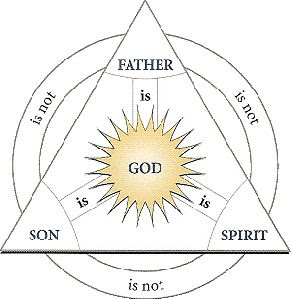 FATHER
is
is not
is not
GOD
is
is
SON
SPIRIT
is not